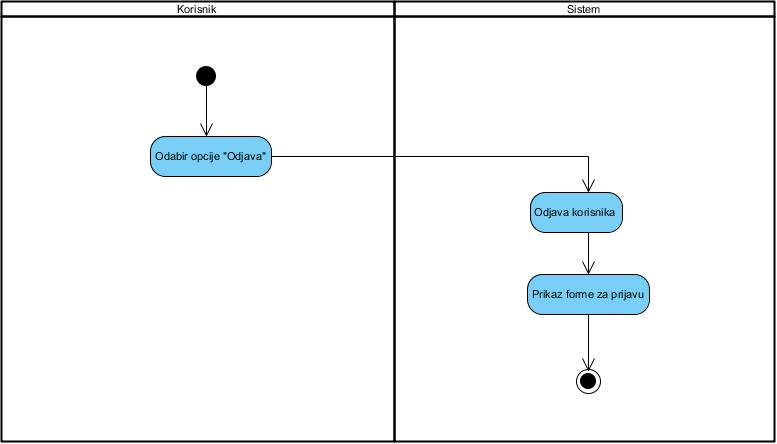 Korisnik
Sistem
Odabir opcije "Odjava"
Odjava korisnika
Prikaz forme za prijavu